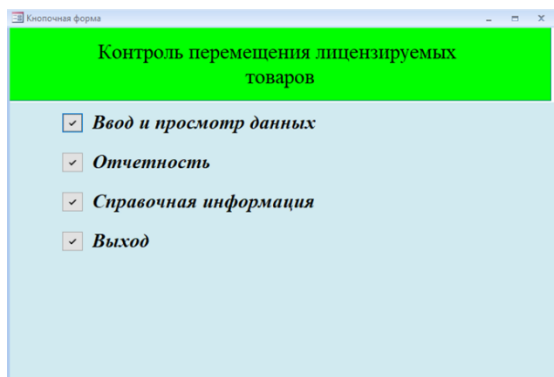 Кнопочная форма
Контроль перемещения лицензируемых
товаров
Ввод и просмотр данных
Отчетность
Справочная информация
Выход